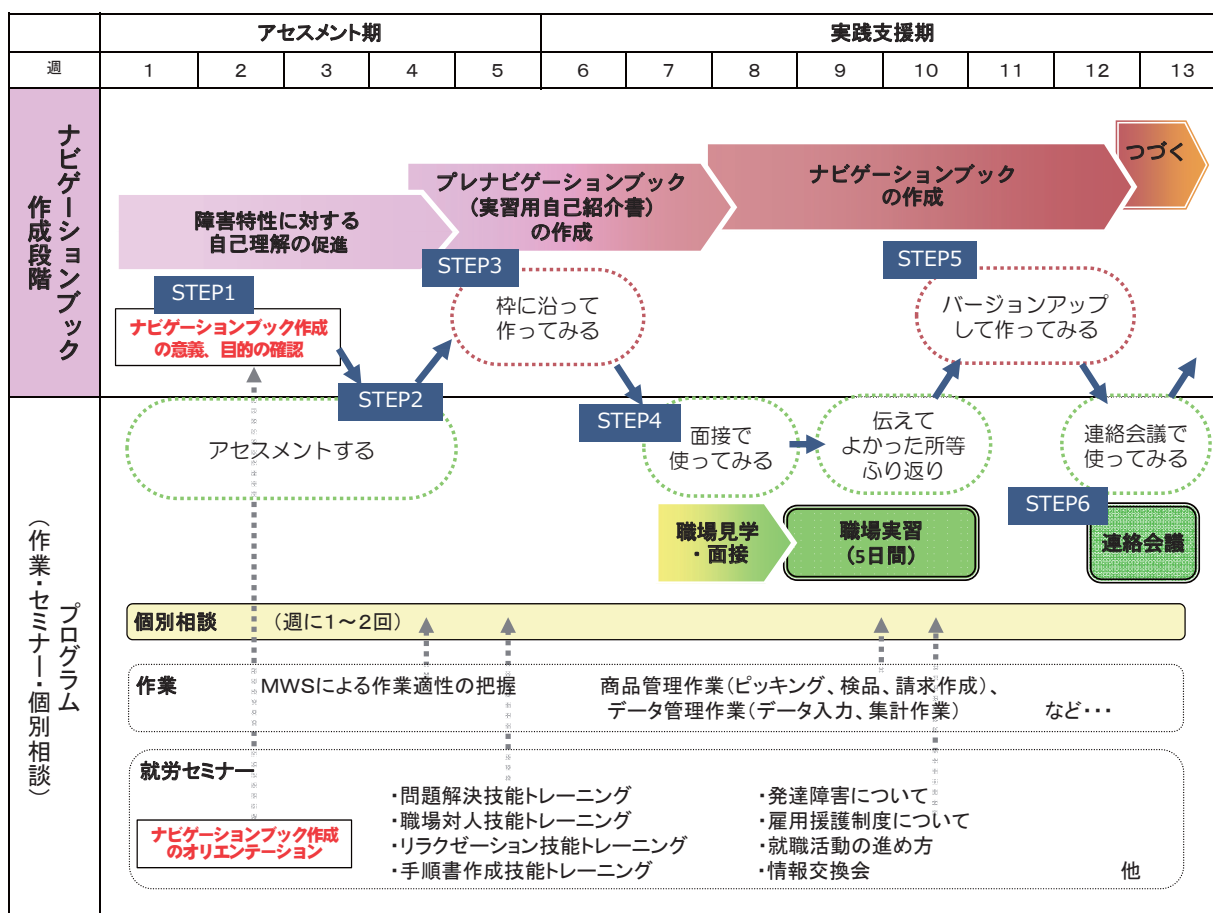 アセスメント期
実践支援期
週
1
2
3
4
5
6
7
8
9
10
11
12
13
ナビゲーションブック
作成段階
つづく
プレナビゲーションブック
(実習用自己紹介書)
の作成
ナビゲーションブック
の作成
障害特性に対する
自己理解の促進
STEP1
STEP3
STEP5
ナビゲーションブック作成
の意義、目的の確認
枠に沿って
作ってみる
バージョンアップ
して作ってみる
STEP2
STEP4
アセスメントする
面接で
使ってみる
伝えて
よかった所等
ふり返り
連絡会議で
使ってみる
STEP6
職場見学
・面接
職場実習
(5日間)
連絡会議
プログラム
（作業・セミナー・個別相談）
個別相談　（週に1～2回）
作業
MWSによる作業適性の把握
商品管理作業(ピッキング、検品、請求作成)、
データ管理作業(データ入力、集計作業)
など・・・
就労セミナー
・問題解決技能トレーニング
・職場対人技能トレーニング
・リラクゼーション技能トレーニング
・手順書作成技能トレーニング
・発達障害について
・雇用援護制度について
・就職活動の進め方
・情報交換会
他
ナビゲーションブック作成
のオリエンテーション